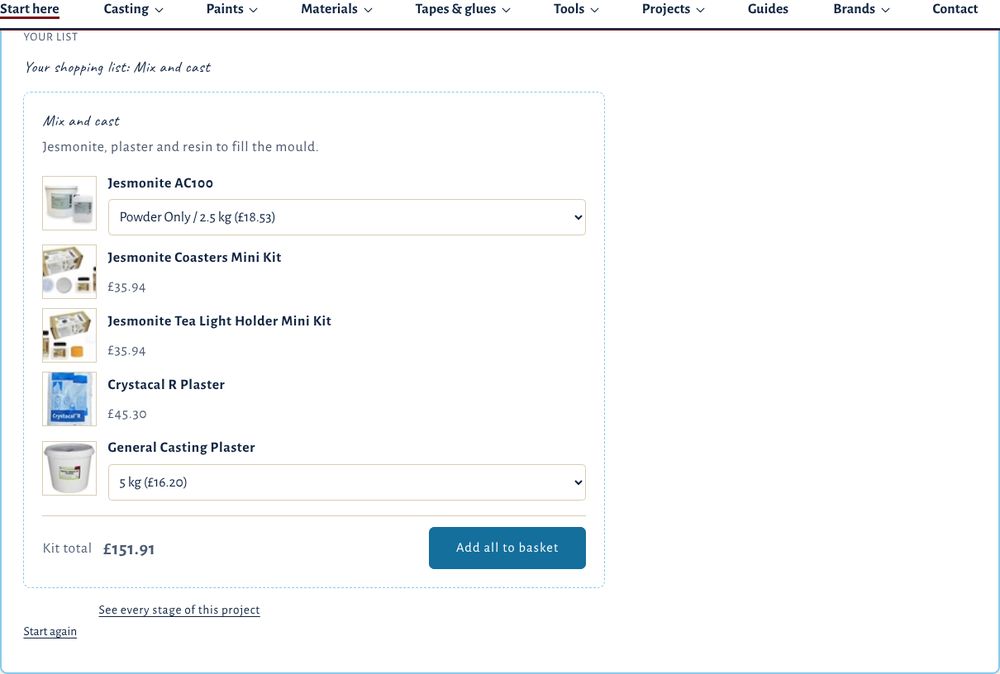 Start here
Casting
Paints
Materials
Tapes & glues
Tools
Projects
Guides
Brands
Contact
YOUR LIST
Your shopping list: Mix and cast
Mix and cast
Jesmonite, plaster and resin to fill the mould.
Jesmonite AC100
Powder Only / 2.5 kg (£18.53)
Jesmonite Coasters Mini Kit
£35.94
Jesmonite Tea Light Holder Mini Kit
£35.94
Crystacal R Plaster
Crystacal R
£45.30
General Casting Plaster
5 kg (£16.20)
Kit total £151.91
Add all to basket
See every stage of this project
Start again